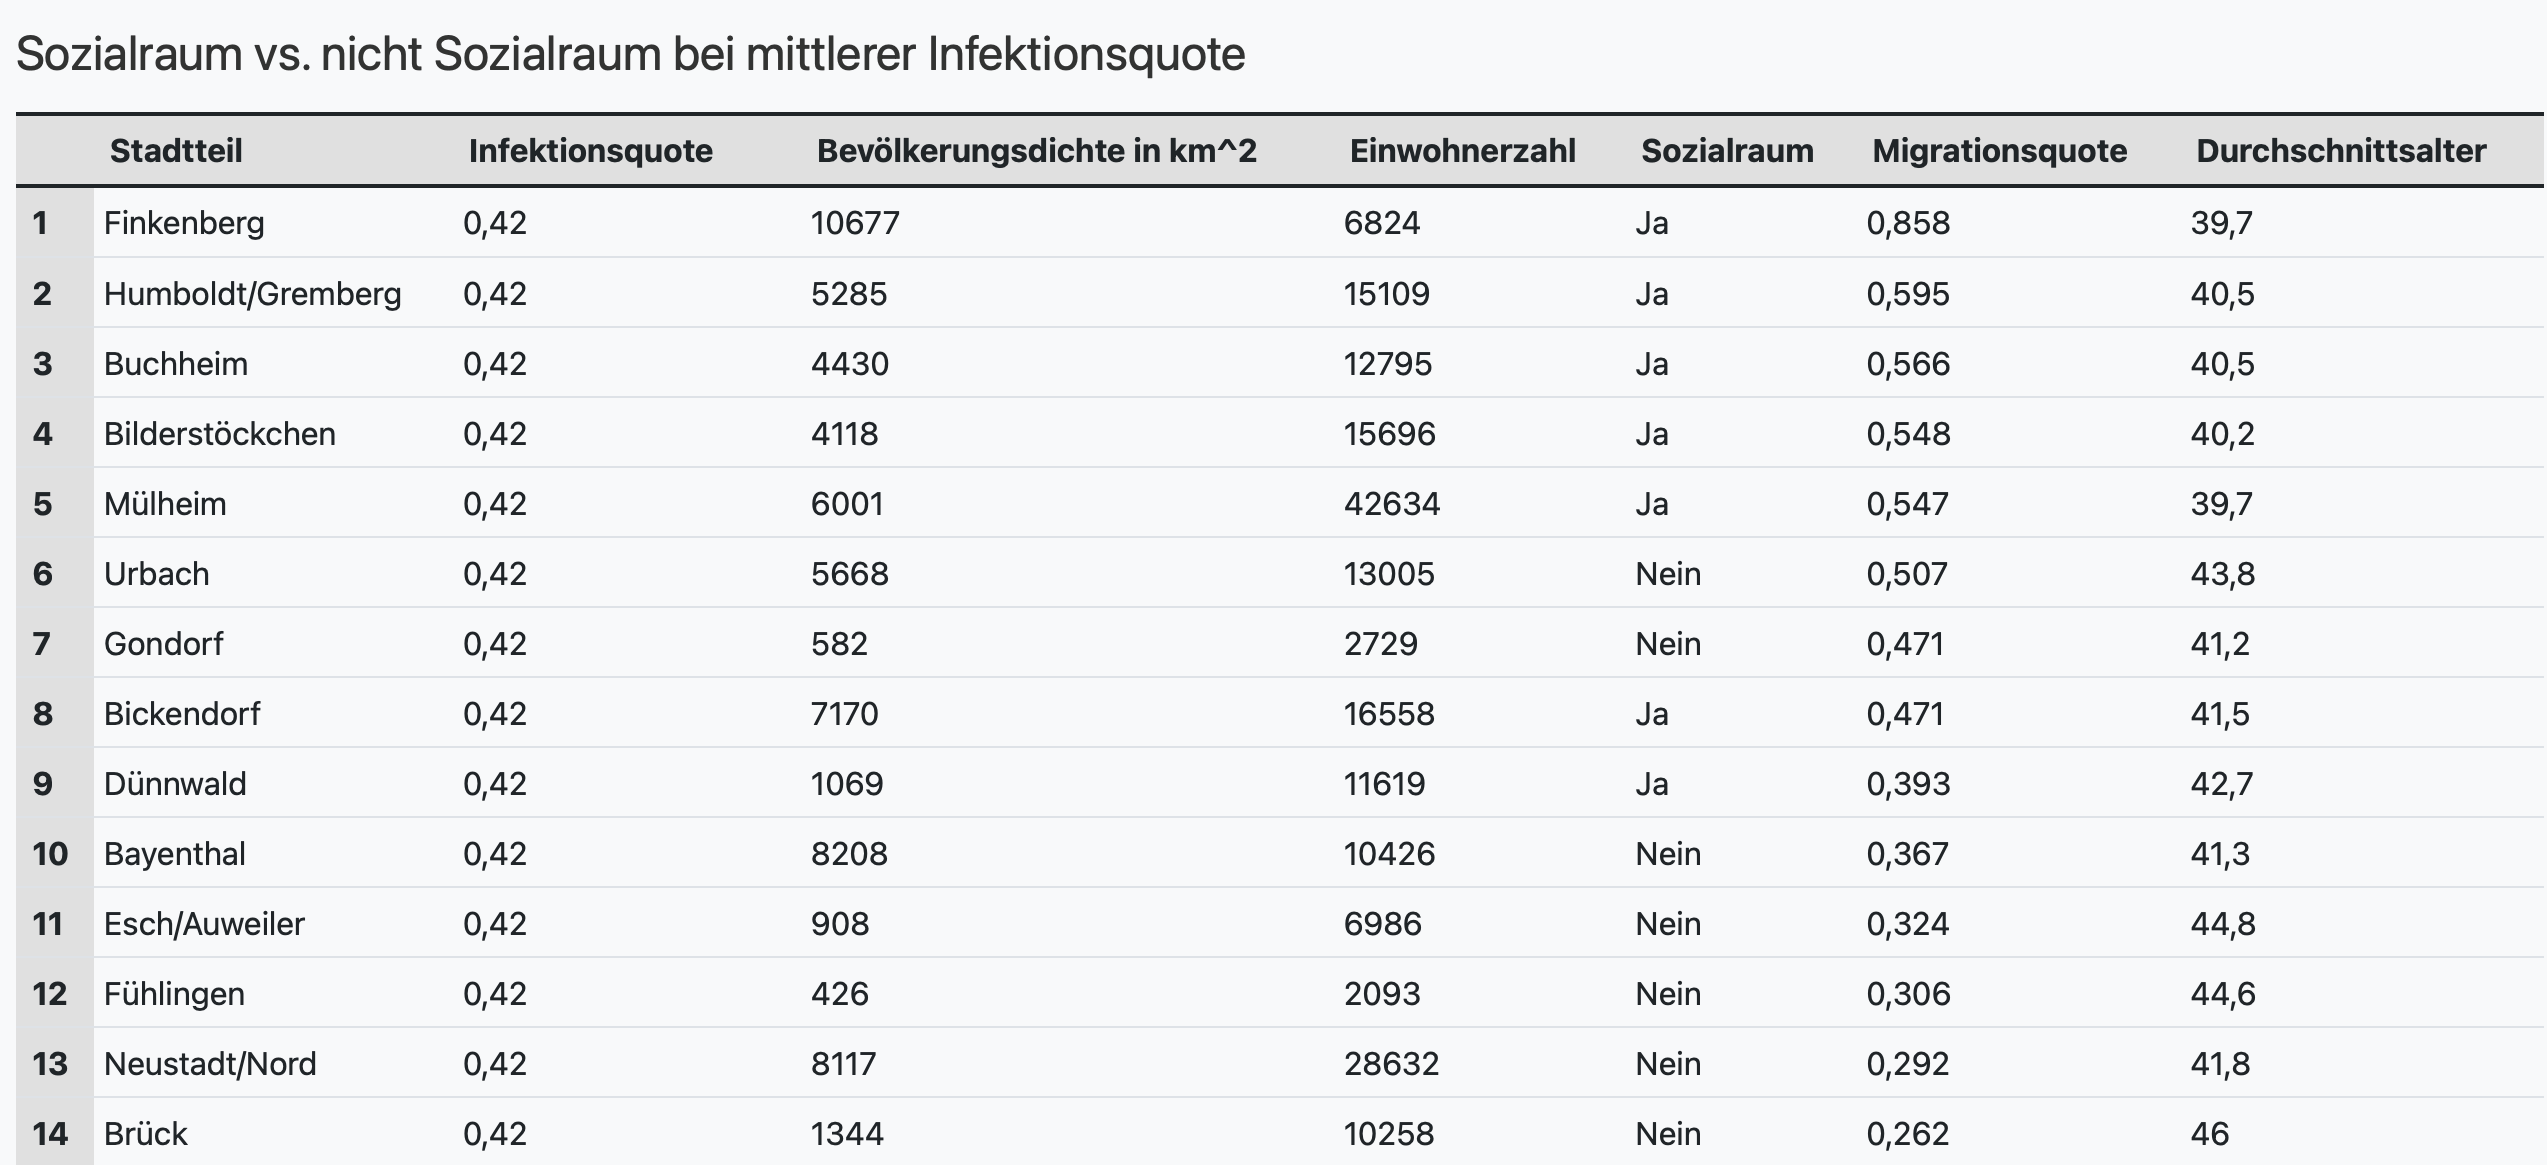 Sozialraum vs. nicht Sozialraum bei mittlerer Infektionsquote
Stadtteil Infektionsquote Bevölkerungsdichte in km^2 Einwohnerzahl Sozialraum Migrationsquote Durchschnittsalter
1 Finkenberg 0,42 10677 6824 Ja 0,858 39,7
2 Humboldt/Gremberg 0,42 5285 15109 Ja 0,595 40,5
3 Buchheim 0,42 4430 12795 Ja 0,566 40,5
4 Bilderstöckchen 0,42 4118 15696 Ja 0,548 40,2
5 Mülheim 0,42 6001 42634 Ja 0,547 39,7
6 Urbach 0,42 5668 13005 Nein 0,507 43,8
7 Gondorf 0,42 582 2729 Nein 0,471 41,2
8 Bickendorf 0,42 7170 16558 Ja 0,471 41,5
9 Dünnwald 0,42 1069 11619 Ja 0,393 42,7
10 Bayenthal 0,42 8208 10426 Nein 0,367 41,3
11 Esch/Auweiler 0,42 908 6986 Nein 0,324 44,8
12 Fühlingen 0,42 426 2093 Nein 0,306 44,6
13 Neustadt/Nord 0,42 8117 28632 Nein 0,292 41,8
14 Brück 0,42 1344 10258 Nein 0,262 46